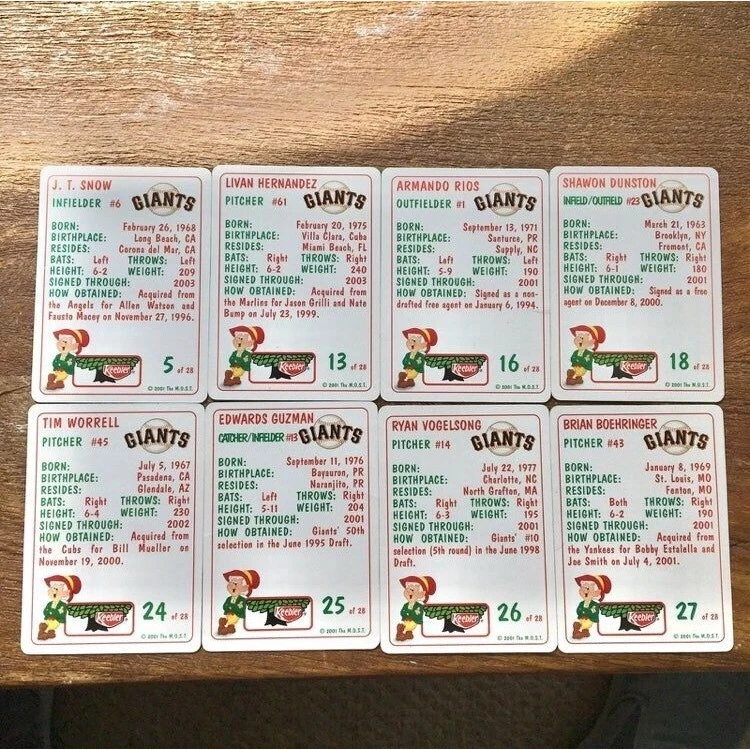 J. T. SNOW
INFIELDER #6 GIANTS
BORN: February 26, 1968
BIRTHPLACE: Long Beach, CA
RESIDES: Corona del Mar, CA
BATS: Left THROWS: Left
HEIGHT: 6-2 WEIGHT: 209
SIGNED THROUGH: 2003
HOW OBTAINED: Acquired from
the Angels for Allen Watson and
Fausto Macey on November 27, 1996.
Keebler 5 of 28
© 2001 The M.O.S.T.
LIVAN HERNANDEZ
PITCHER #61 GIANTS
BORN: February 20, 1975
BIRTHPLACE: Villa Clara, Cuba
RESIDES: Miami Beach, FL
BATS: Right THROWS: Right
HEIGHT: 6-2 WEIGHT: 240
SIGNED THROUGH: 2003
HOW OBTAINED: Acquired from
the Marlins for Jason Grilli and Nate
Bump on July 23, 1999.
Keebler 13 of 28
© 2001 The M.O.S.T.
ARMANDO RIOS
OUTFIELDER #1 GIANTS
BORN: September 13, 1971
BIRTHPLACE: Santurce, PR
RESIDES: Supply, NC
BATS: Left THROWS: Left
HEIGHT: 5-9 WEIGHT: 190
SIGNED THROUGH: 2001
HOW OBTAINED: Signed as a non-
drafted free agent on January 6, 1994.
Keebler 16 of 28
© 2001 The M.O.S.T.
SHAWON DUNSTON
INFIELD/OUTFIELD #23 GIANTS
BORN: March 21, 1963
BIRTHPLACE: Brooklyn, NY
RESIDES: Fremont, CA
BATS: Right THROWS: Right
HEIGHT: 6-1 WEIGHT: 180
SIGNED THROUGH: 2001
HOW OBTAINED: Signed as a free
agent on December 8, 2000.
Keebler 18 of 28
© 2001 The M.O.S.T.
TIM WORRELL
PITCHER #45 GIANTS
BORN: July 5, 1967
BIRTHPLACE: Pasadena, CA
RESIDES: Glendale, AZ
BATS: Right THROWS: Right
HEIGHT: 6-4 WEIGHT: 230
SIGNED THROUGH: 2002
HOW OBTAINED: Acquired from
the Cubs for Bill Mueller on
November 19, 2000.
Keebler 24 of 28
© 2001 The M.O.S.T.
EDWARDS GUZMAN
CATCHER/INFIELDER #13 GIANTS
BORN: September 11, 1976
BIRTHPLACE: Bayauron, PR
RESIDES: Naranjito, PR
BATS: Left THROWS: Right
HEIGHT: 5-11 WEIGHT: 204
SIGNED THROUGH: 2001
HOW OBTAINED: Giants' 50th
selection in the June 1995 Draft.
Keebler 25 of 28
© 2001 The M.O.S.T.
RYAN VOGELSONG
PITCHER #14 GIANTS
BORN: July 22, 1977
BIRTHPLACE: Charlotte, NC
RESIDES: North Grafton, MA
BATS: Right THROWS: Right
HEIGHT: 6-3 WEIGHT: 195
SIGNED THROUGH: 2001
HOW OBTAINED: Giants' #10
selection (5th round) in the June 1998
Draft.
Keebler 26 of 28
© 2001 The M.O.S.T.
BRIAN BOEHRINGER
PITCHER #43 GIANTS
BORN: January 8, 1969
BIRTHPLACE: St. Louis, MO
RESIDES: Fenton, MO
BATS: Both THROWS: Right
HEIGHT: 6-2 WEIGHT: 190
SIGNED THROUGH: 2001
HOW OBTAINED: Acquired from
the Yankees for Bobby Estalella and
Joe Smith on July 4, 2001.
Keebler 27 of 28
© 2001 The M.O.S.T.